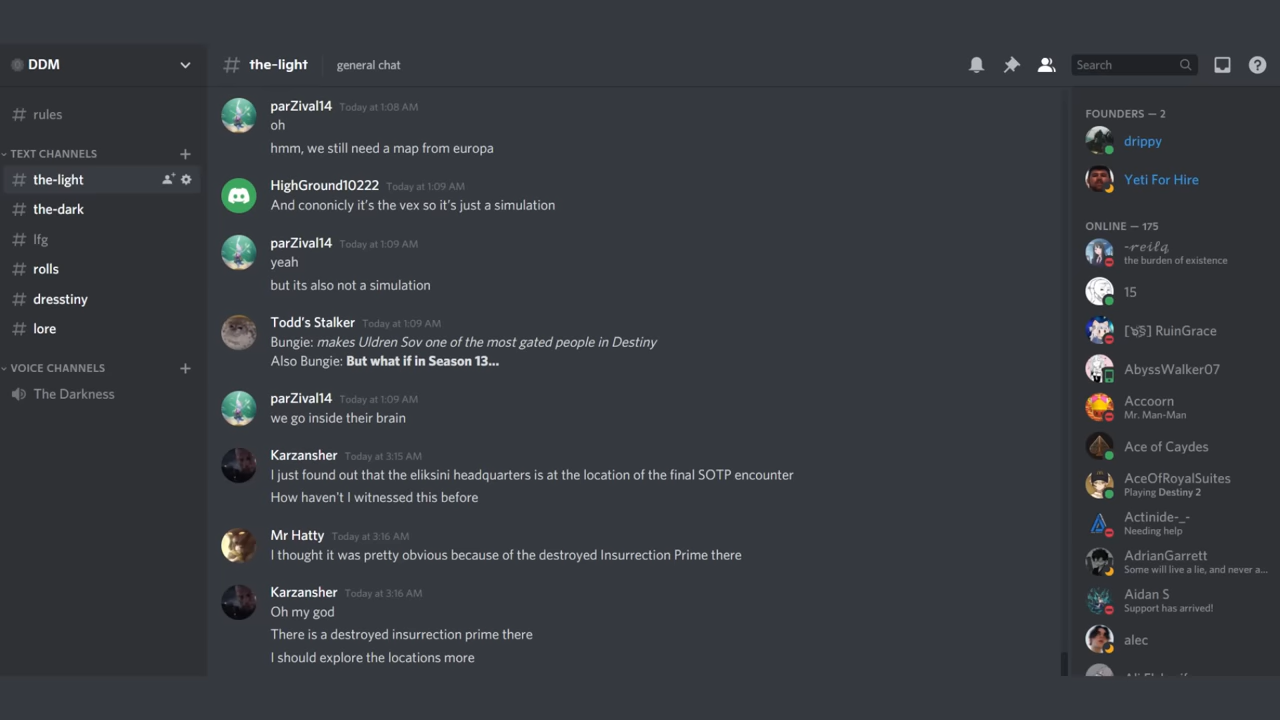 DDM
# the-light
general chat
Search
# rules
TEXT CHANNELS
# the-light
# the-dark
# lfg
# rolls
# dresstiny
# lore
VOICE CHANNELS
The Darkness
parZival14 Today at 1:08 AM
oh
hmm, we still need a map from europa
HighGround10222 Today at 1:09 AM
And cononicly it's the vex so it's just a simulation
parZival14 Today at 1:09 AM
yeah
but its also not a simulation
Todd's Stalker Today at 1:09 AM
Bungie: makes Uldren Sov one of the most gated people in Destiny
Also Bungie: But what if in Season 13...
parZival14 Today at 1:09 AM
we go inside their brain
Karzansher Today at 3:15 AM
I just found out that the eliksini headquarters is at the location of the final SOTP encounter
How haven't I witnessed this before
Mr Hatty Today at 3:16 AM
I thought it was pretty obvious because of the destroyed Insurrection Prime there
Karzansher Today at 3:16 AM
Oh my god
There is a destroyed insurrection prime there
I should explore the locations more
FOUNDERS — 2
drippy
Yeti For Hire
ONLINE — 175
-𝓻𝓮𝓲𝓵𝓪
the burden of existence
15
RuinGrace
AbyssWalker07
Accoorn
Mr. Man-Man
Ace of Caydes
AceOfRoyalSuites
Playing Destiny 2
Actinide-_-
Needing help
AdrianGarrett
Some will live a lie, and never a...
Aidan S
Support has arrived!
alec